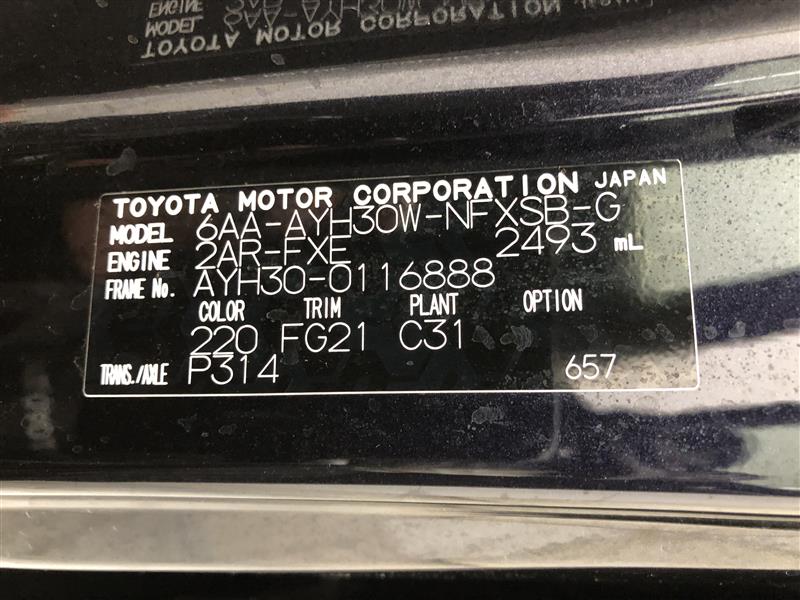 TOYOTA MOTOR CORPORATION JAPAN
MODEL 6AA-AYH30W-NFXSB-G
ENGINE 2AR-FXE 2493 mL
FRAME No. AYH30-0116888
COLOR TRIM PLANT OPTION
220 FG21 C31
TRANS./AXLE P314 657